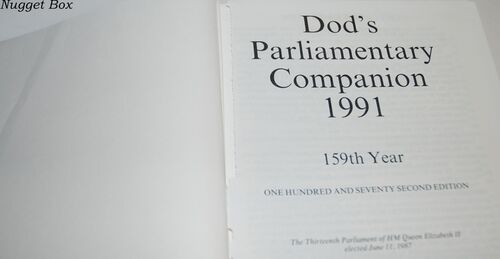 Nugget Box
Dod's
Parliamentary
Companion
1991
159th Year
ONE HUNDRED AND SEVENTY SECOND EDITION
The Thirteenth Parliament of HM Queen Elizabeth II
elected June 11, 1987